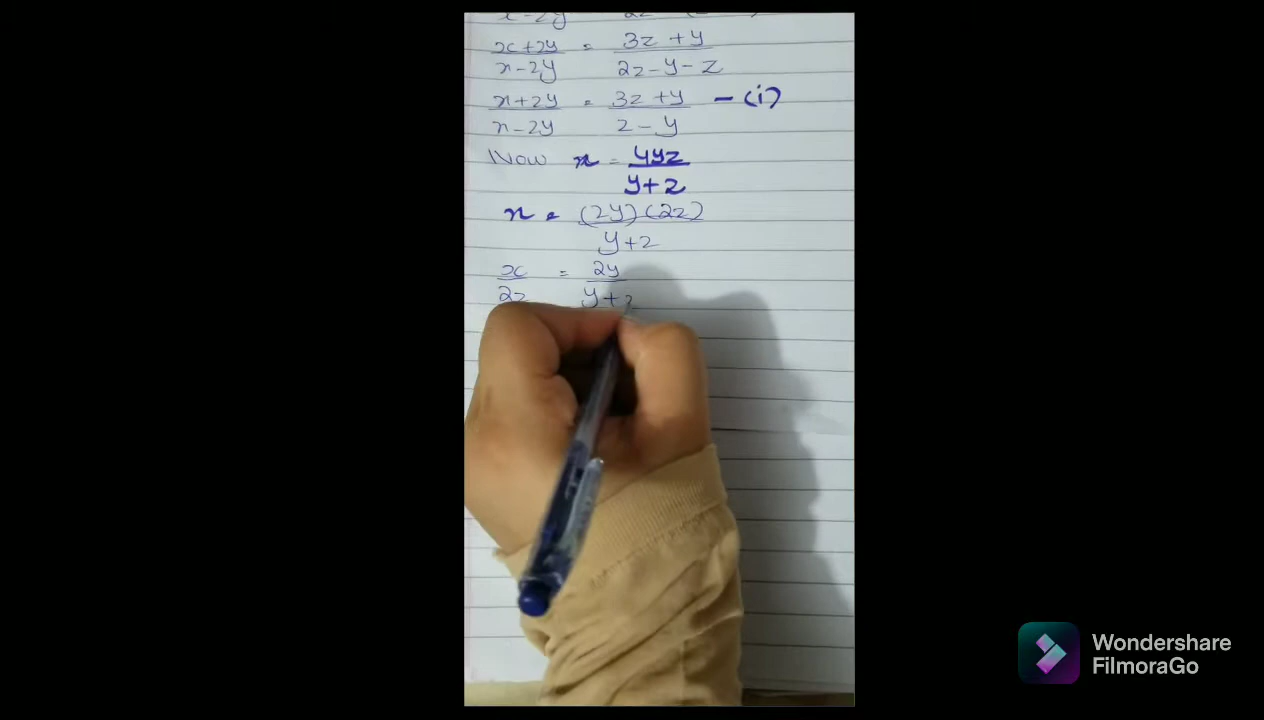 x+2y = 3z+y
x-2y 2z-y-z
x+2y = 3z+y - (i)
x-2y z-y
Now x = 4yz
y+z
x = (2y)(2z)
y+z
x = 2y
2z y+z
Wondershare
FilmoraGo